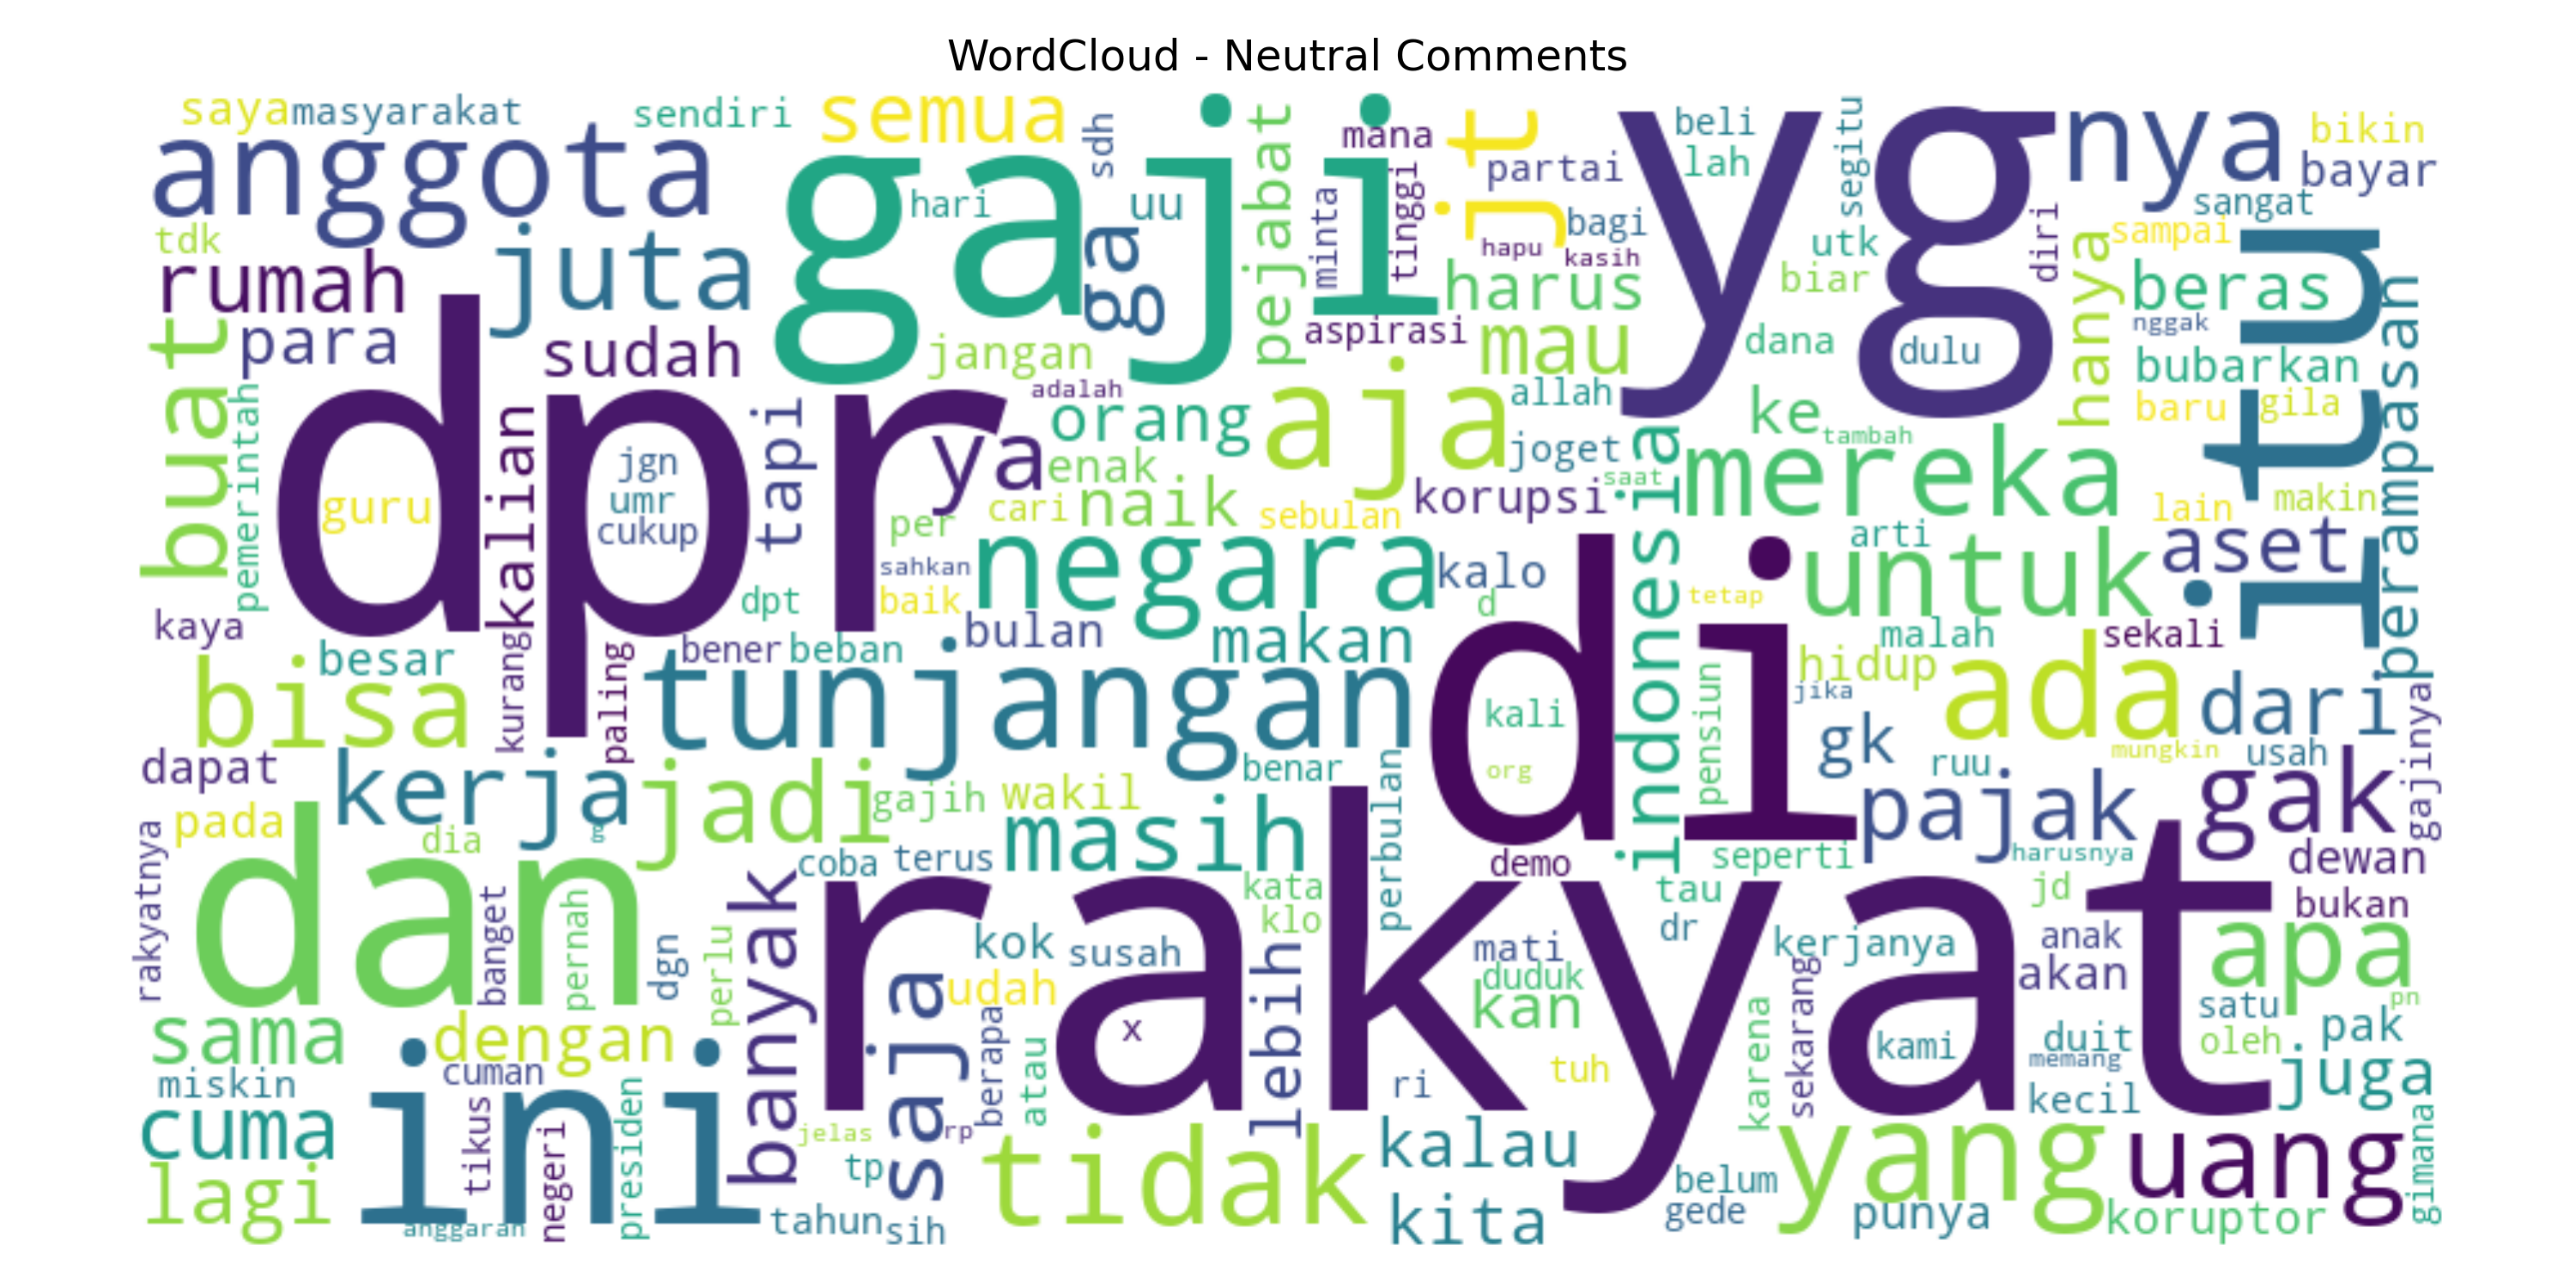 WordCloud - Neutral Comments
saya masyarakat sendiri semua sdh gaji pejabat mana jt yg beli segitu nya bikin
anggota hari uu minta tinggi partai lah bayar
tdk juta ga hapu kasih bagi utk diri sangat sampai
rumah harus biar hanya beras itu
buat para sudah jangan aspirasi mau dana dulu nggak perampasan
pemerintah dpr kalian tapi adalah orang aja allah ke bubarkan
guru jgn ya enak joget tambah mereka baru gila
umr per cari naik sebulan korupsi saat indonesia lain makin
cukup sahkan negara kalo arti aset
dpt baik d di tetap untuk
kaya kurang paling bener beban bulan makan malah sekali
besar hidup
bisa tunjangan kali pensiun jika ada dari
dapat kerja jadi benar perbulan org gk ruu mungkin usah gajinya
pada dia g gajih wakil masih pajak gak
rakyatnya dan coba terus demo seperti harusnya dewan
banget pernah dgn perlu banyak rakyat kata tau jd bukan
klo dr
kok susah lebih mati kerjanya anak apa
saja udah duduk sekarang akan
sama dengan berapa x kan karena kami satu pn
atau duit oleh pak
miskin cuman ini ri tuh memang juga
cuma tikus presiden jelas rp kecil
negeri tp tidak kalau yang uang gimana
lagi belum
anggaran tahun sih kita gede punya koruptor